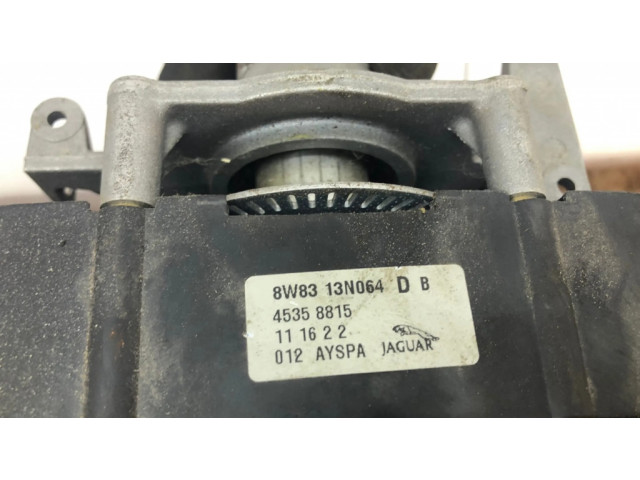 8W83 13N064 D B
4535 8815
11 16 2 2
012 AYSPA JAGUAR